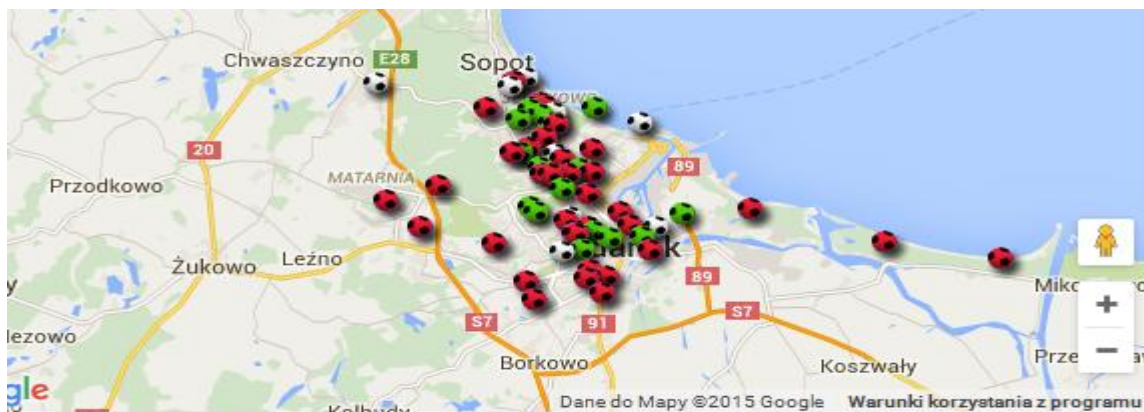 Chwaszczyno
E28
Sopot
20
89
Przodkowo
MATARNIA
Leźno
Żukowo
89
S7
91
S7
Borkowo
Koszwały
Kolbudy
Dane do Mapy ©2015 Google
Warunki korzystania z programu